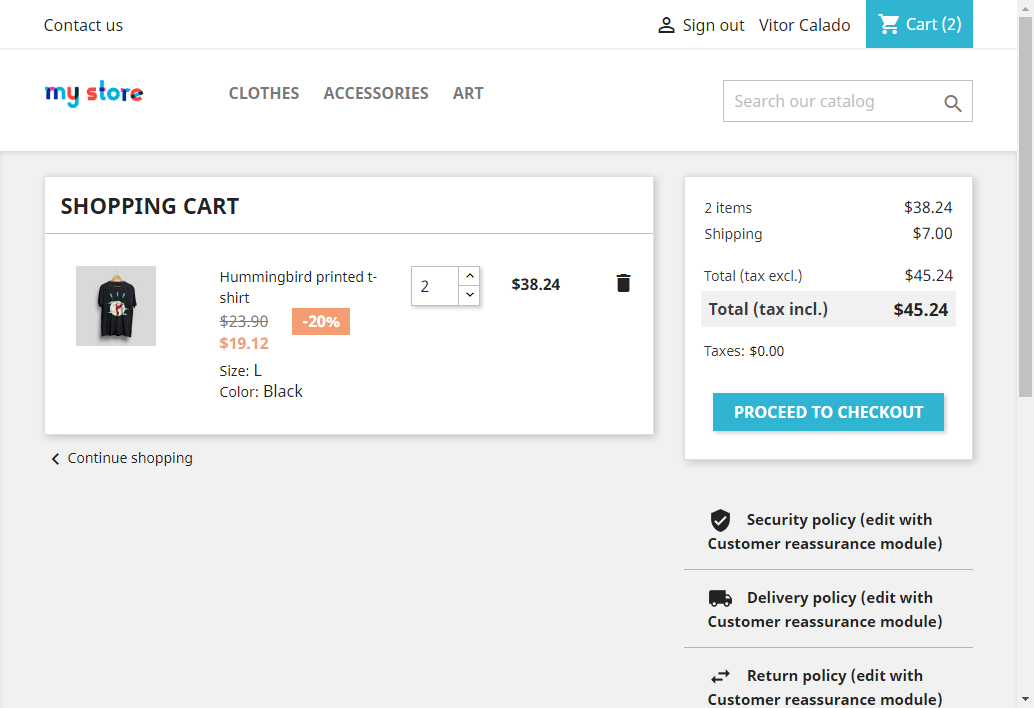 Contact us
Sign out
Vitor Calado
Cart (2)
my store
CLOTHES
ACCESSORIES
ART
Search our catalog
SHOPPING CART
Hummingbird printed t-
shirt
$23.90
-20%
$19.12
Size: L
Color: Black
2
$38.24
Continue shopping
2 items $38.24
Shipping $7.00
Total (tax excl.) $45.24
Total (tax incl.) $45.24
Taxes: $0.00
PROCEED TO CHECKOUT
Security policy (edit with
Customer reassurance module)
Delivery policy (edit with
Customer reassurance module)
Return policy (edit with
Customer reassurance module)